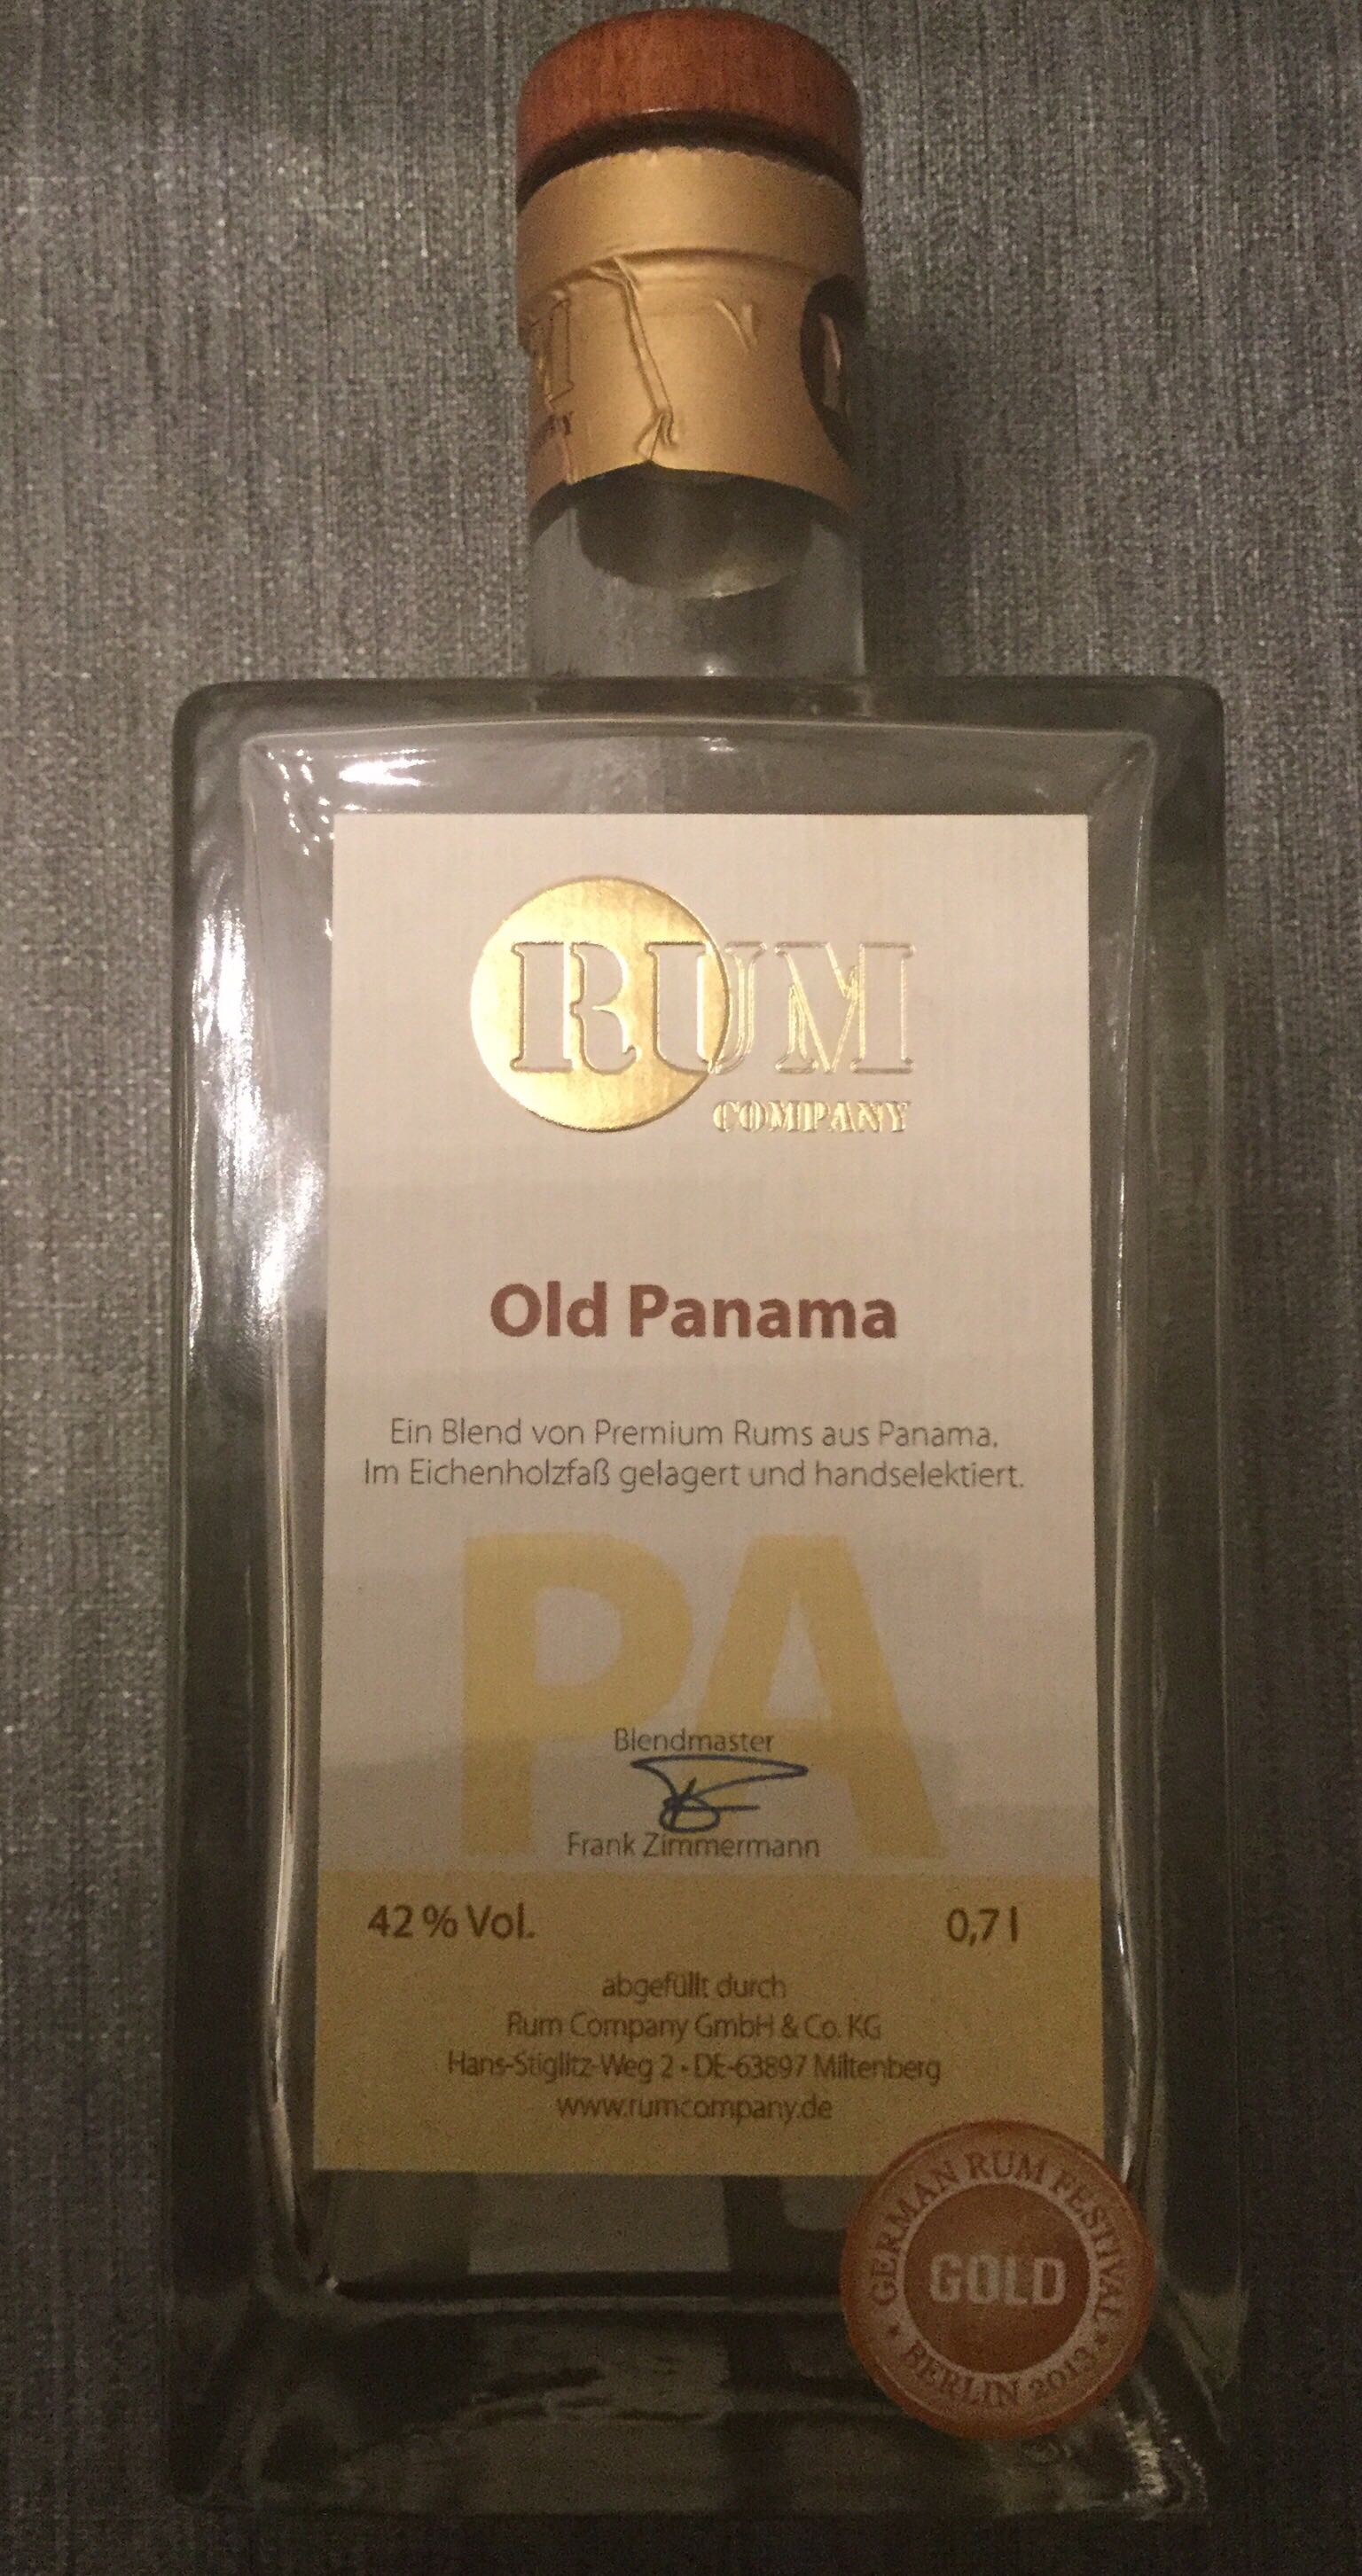 RUM
COMPANY
Old Panama
Ein Blend von Premium Rums aus Panama.
Im Eichenholzfaß gelagert und handselektiert.
PA
Blendmaster
Frank Zimmermann
42 % Vol.
0,7 l
abgefüllt durch
Rum Company GmbH & Co. KG
Hans-Stiglitz-Weg 2 - DE-63897 Miltenberg
www.rumcompany.de
GERMAN RUM FESTIVAL
GOLD
• BERLIN 2013 •